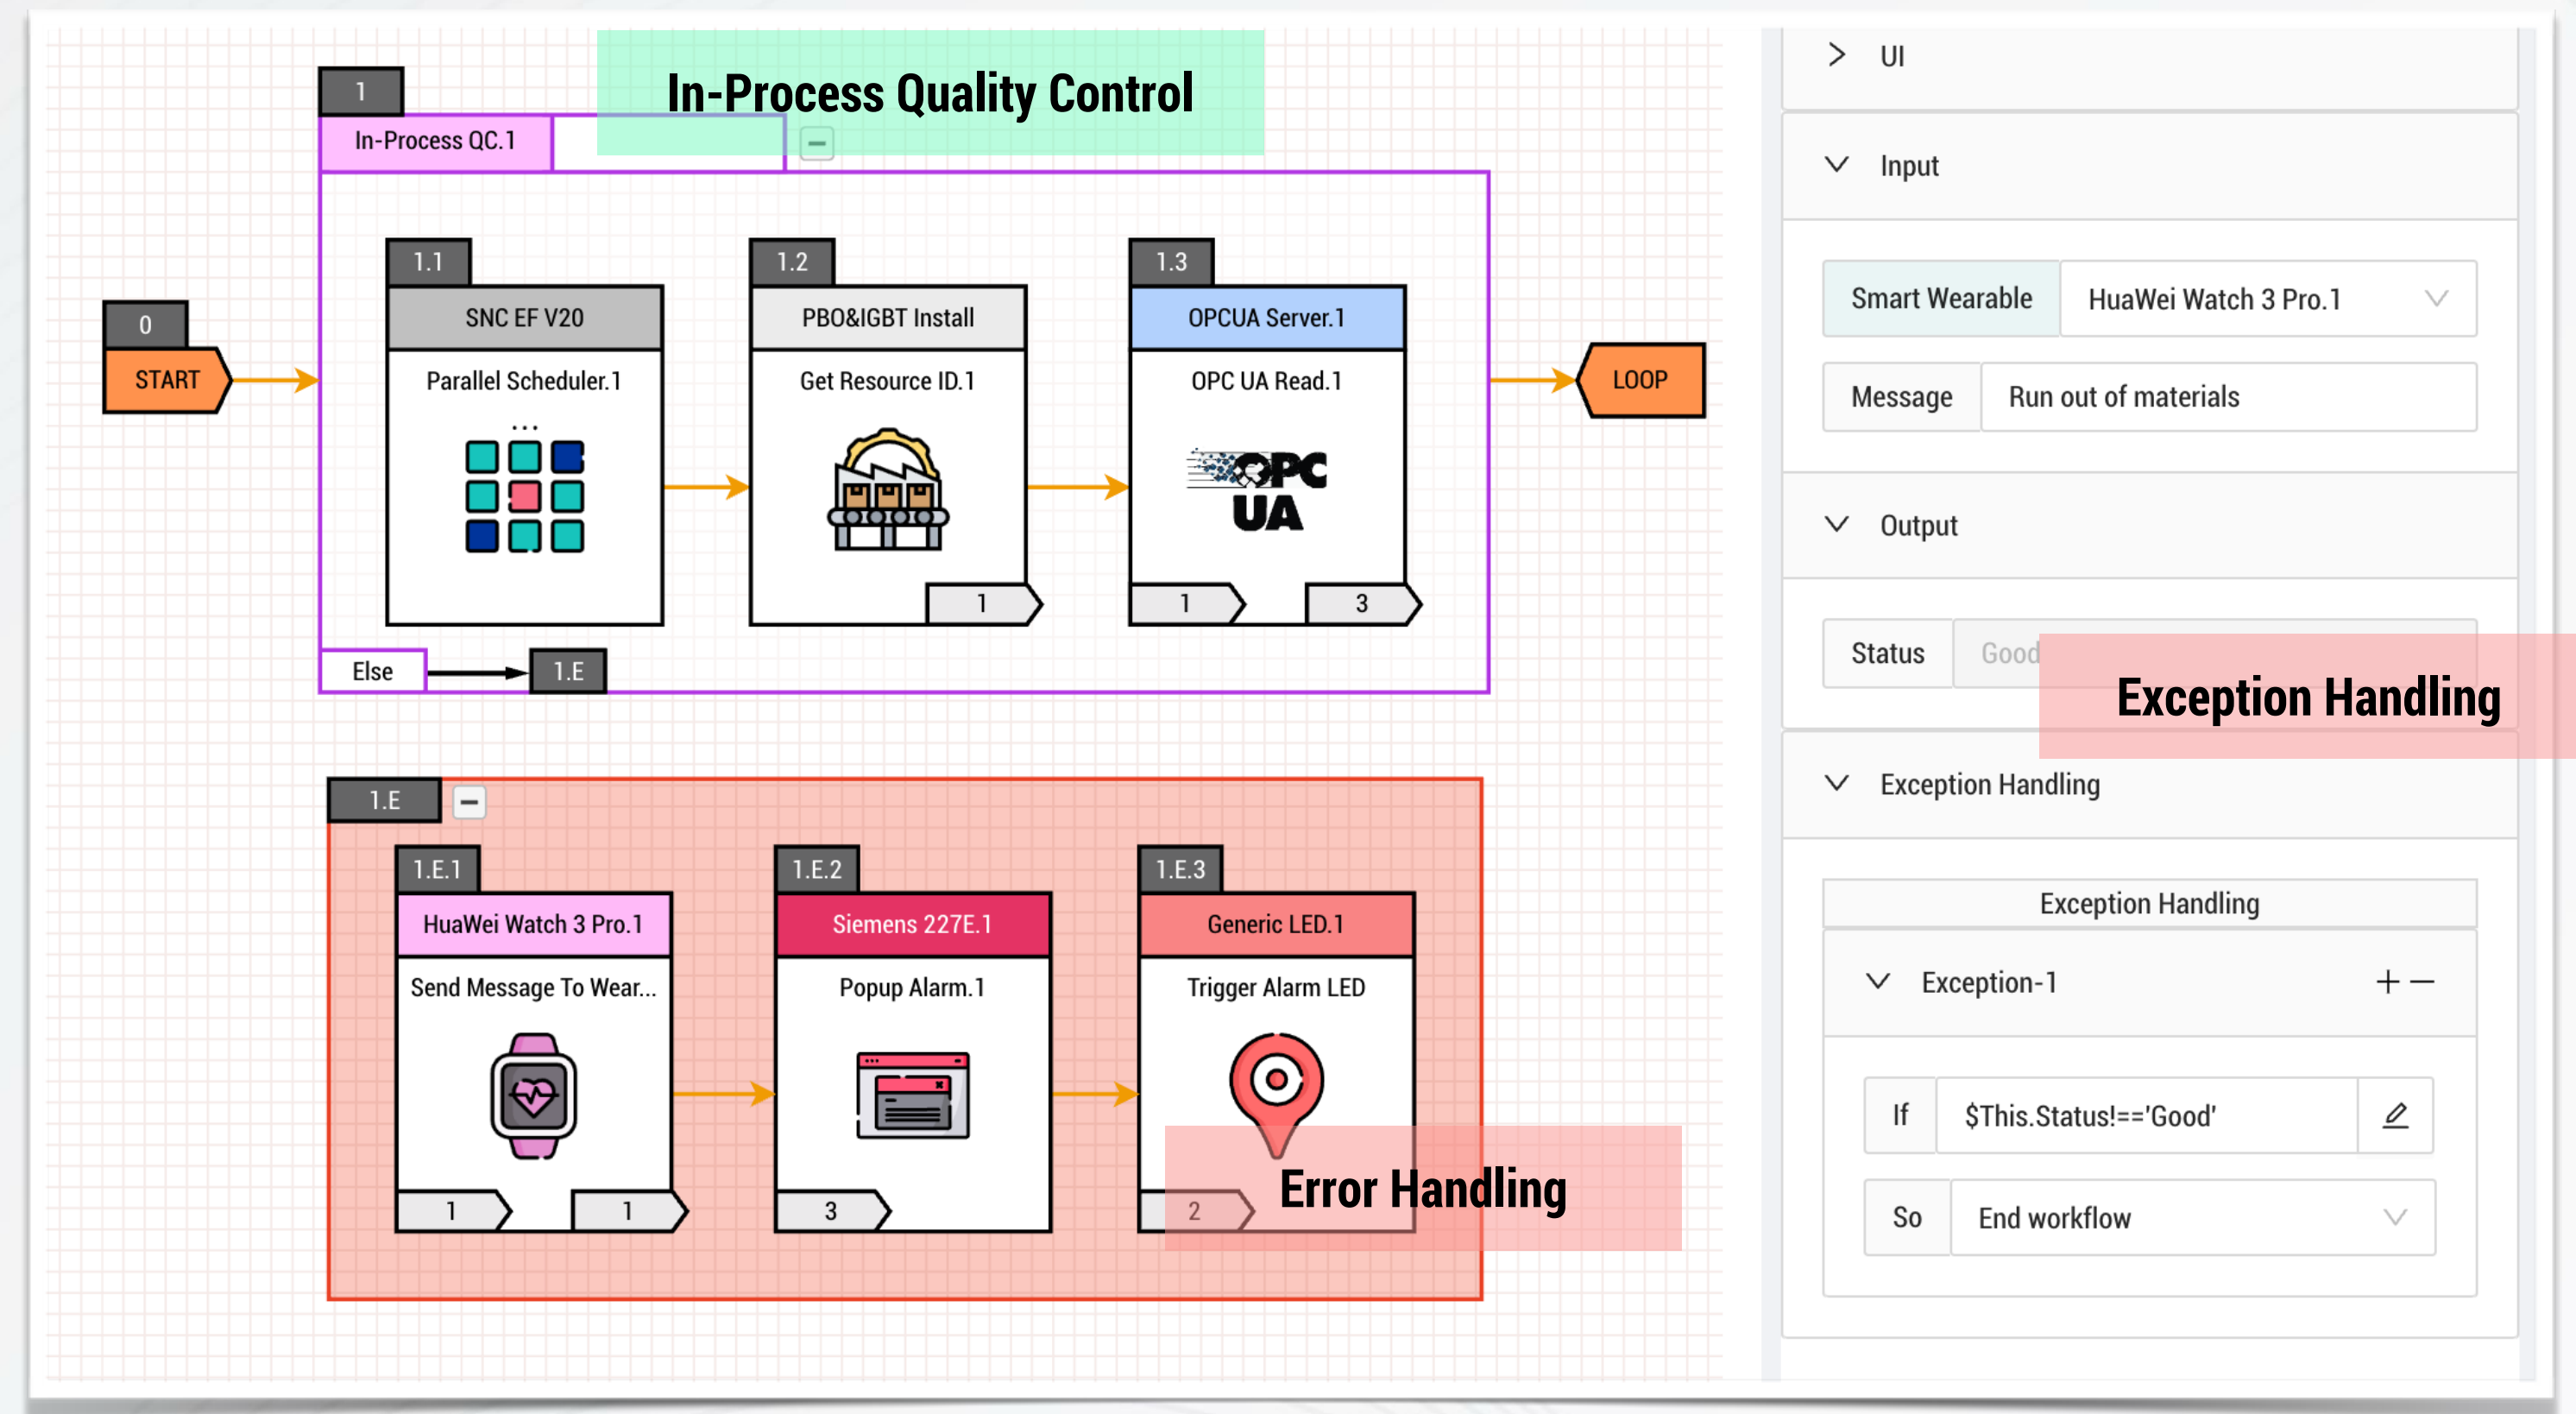 In-Process Quality Control
1
In-Process QC.1
0
START
1.1
SNC EF V20
Parallel Scheduler.1
...
1.2
PBO&IGBT Install
Get Resource ID.1
1
1.3
OPCUA Server.1
OPC UA Read.1
OPC
UA
1
3
LOOP
Else
1.E
1.E
1.E.1
HuaWei Watch 3 Pro.1
Send Message To Wear...
1
1
1.E.2
Siemens 227E.1
Popup Alarm.1
3
1.E.3
Generic LED.1
Trigger Alarm LED
2
Error Handling
UI
Input
Smart Wearable
HuaWei Watch 3 Pro.1
Message
Run out of materials
Output
Status
Good
Exception Handling
Exception Handling
Exception Handling
Exception-1
If
$This.Status!=='Good'
So
End workflow